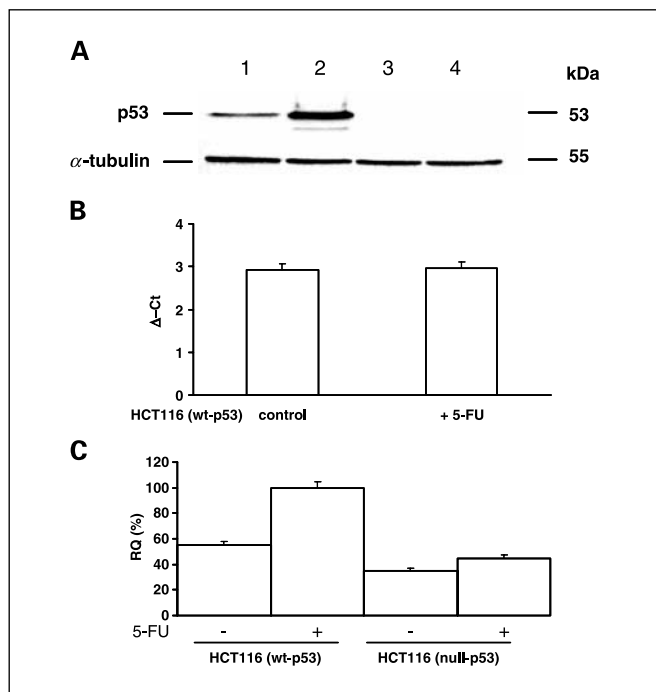 A
1 2 3 4 kDa
p53 53
α-tubulin 55
B
4
3
2
1
0
Δ-Ct
HCT116 (wt-p53) control + 5-FU
C
120
100
80
60
40
20
0
RQ (%)
5-FU - + - +
HCT116 (wt-p53) HCT116 (null-p53)